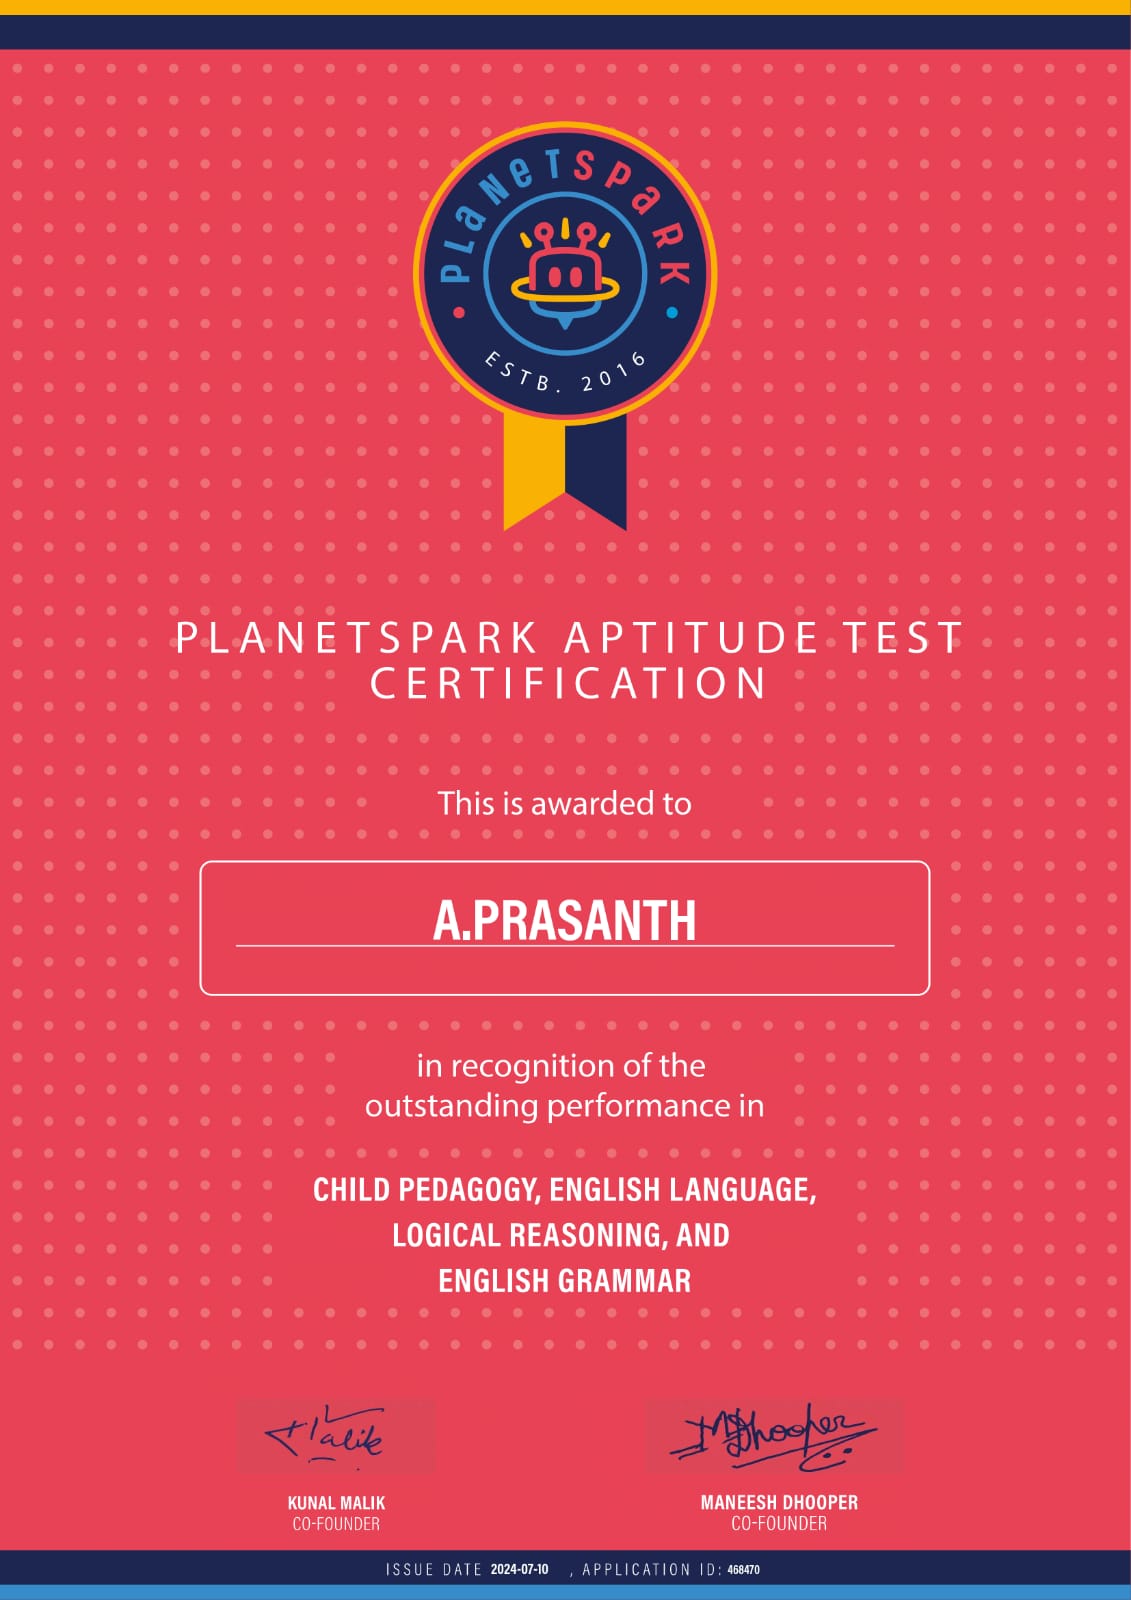 PLANETSPARK
ESTB. 2016
PLANETSPARK APTITUDE TEST
CERTIFICATION
This is awarded to
A.PRASANTH
in recognition of the
outstanding performance in
CHILD PEDAGOGY, ENGLISH LANGUAGE,
LOGICAL REASONING, AND
ENGLISH GRAMMAR
Malik
MDhooper
KUNAL MALIK
MANEESH DHOOPER
CO-FOUNDER
CO-FOUNDER
ISSUE DATE 2024-07-10 , APPLICATION ID: 468470